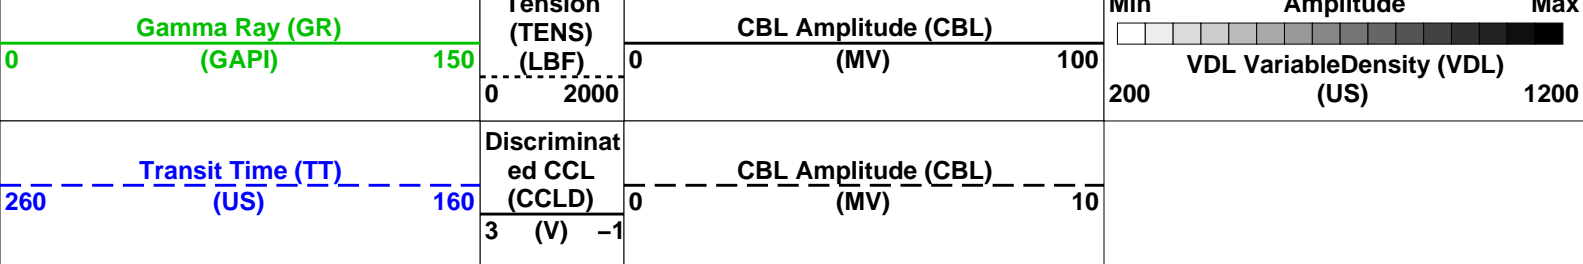 Gamma Ray (GR)
0 (GAPI) 150
Tension
(TENS)
(LBF)
0 2000
CBL Amplitude (CBL)
0 (MV) 100
Min Amplitude Max
VDL VariableDensity (VDL)
200 (US) 1200
Transit Time (TT)
260 (US) 160
Discriminat
ed CCL
(CCLD)
3 (V) −1
CBL Amplitude (CBL)
0 (MV) 10